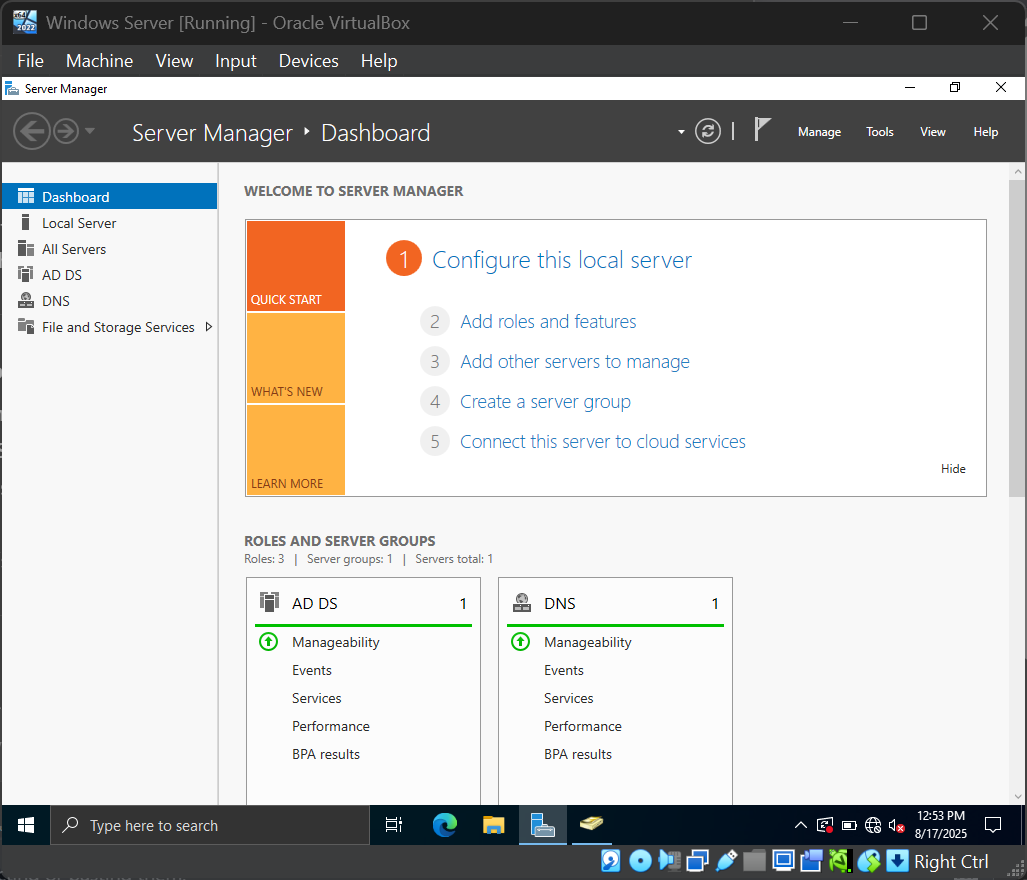 Windows Server [Running] - Oracle VirtualBox
File Machine View Input Devices Help
Server Manager
Server Manager Dashboard
Manage Tools View Help
Dashboard
Local Server
All Servers
AD DS
DNS
File and Storage Services
WELCOME TO SERVER MANAGER
QUICK START
WHAT'S NEW
LEARN MORE
1 Configure this local server
2 Add roles and features
3 Add other servers to manage
4 Create a server group
5 Connect this server to cloud services
Hide
ROLES AND SERVER GROUPS
Roles: 3 | Server groups: 1 | Servers total: 1
AD DS 1
Manageability
Events
Services
Performance
BPA results
DNS 1
Manageability
Events
Services
Performance
BPA results
Type here to search
12:53 PM
8/17/2025
Right Ctrl